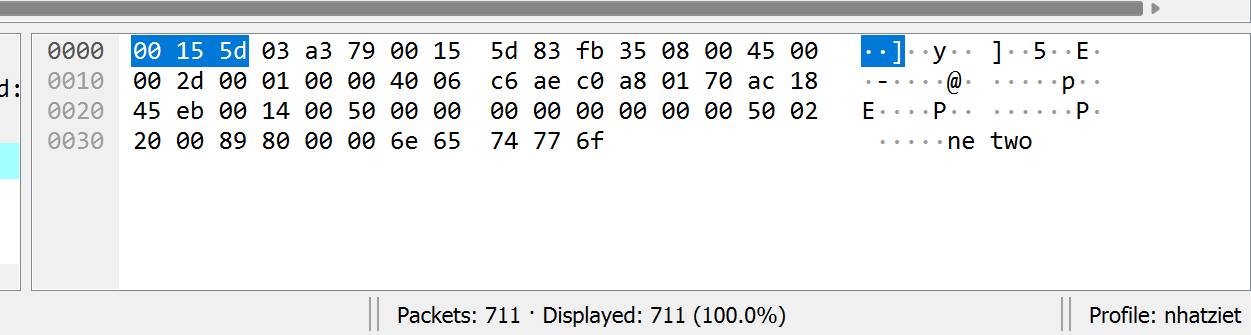 0000 00 15 5d 03 a3 79 00 15 5d 83 fb 35 08 00 45 00 ··]··y·· ]··5··E·
0010 00 2d 00 01 00 00 40 06 c6 ae c0 a8 01 70 ac 18 ·-····@· ·····p··
d:
0020 45 eb 00 14 00 50 00 00 00 00 00 00 00 00 50 02 E····P·· ······P·
0030 20 00 89 80 00 00 6e 65 74 77 6f ·····ne two
Packets: 711 · Displayed: 711 (100.0%) Profile: nhatziet